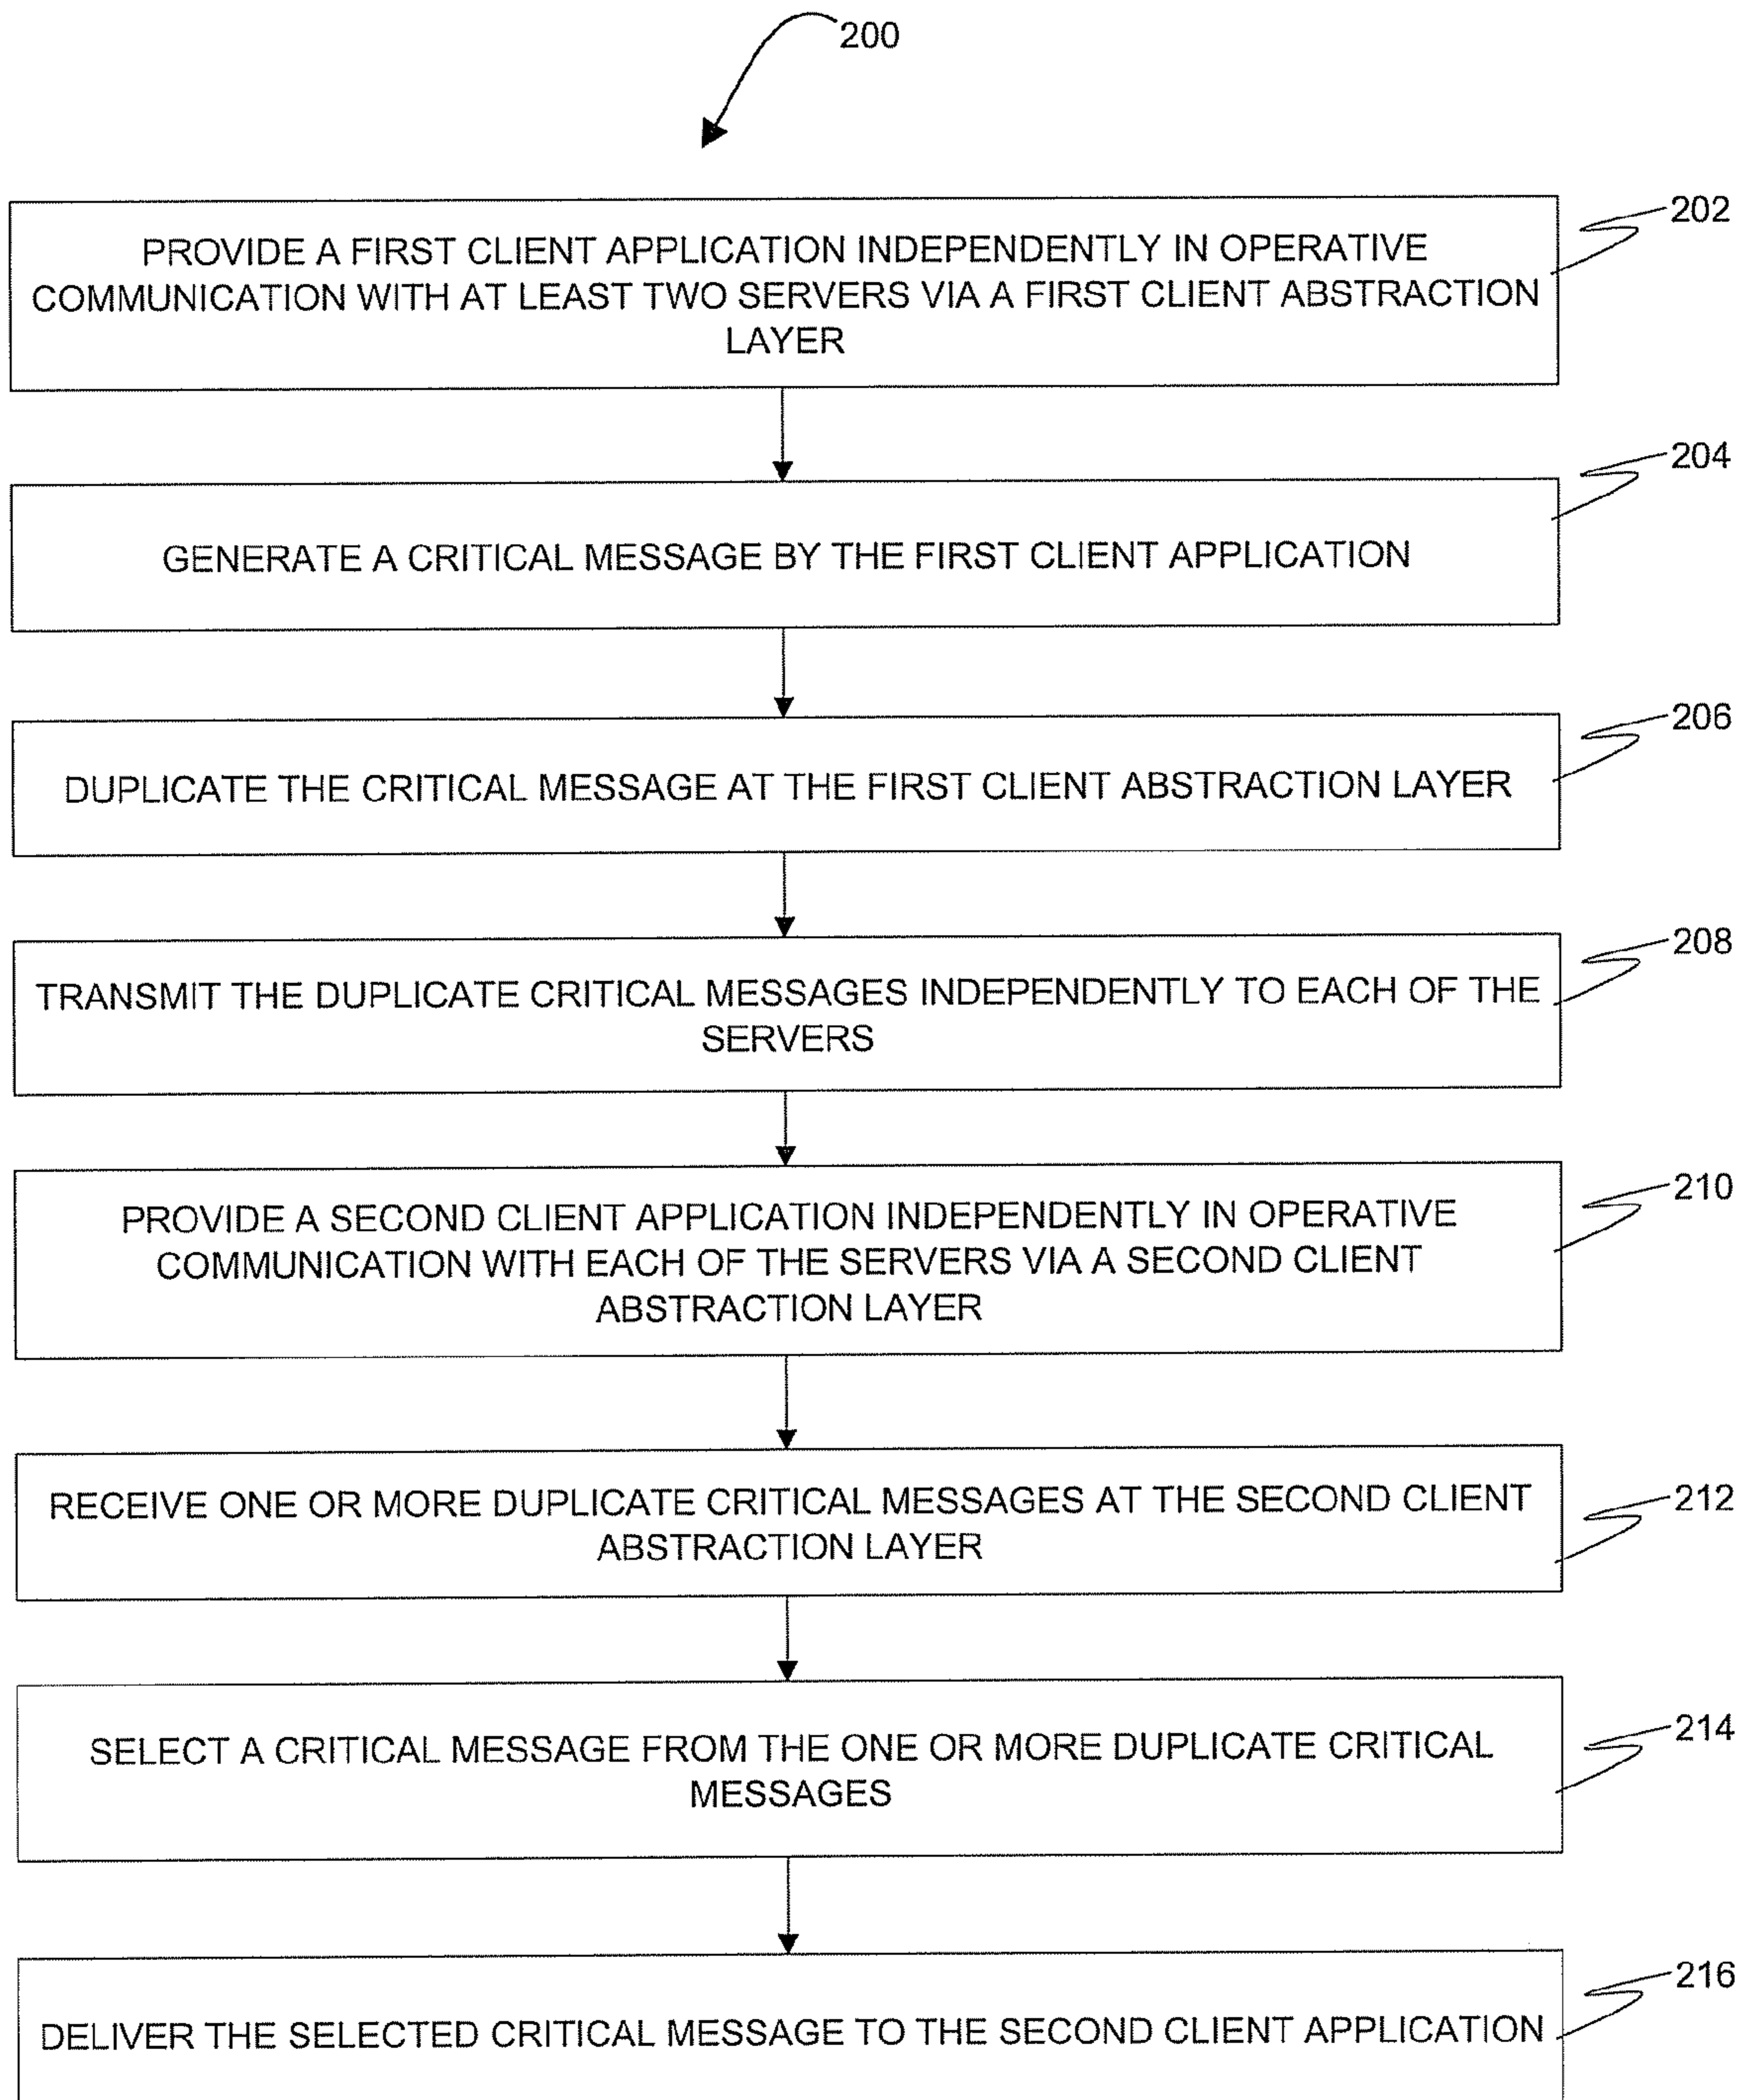 200
202
PROVIDE A FIRST CLIENT APPLICATION INDEPENDENTLY IN OPERATIVE
COMMUNICATION WITH AT LEAST TWO SERVERS VIA A FIRST CLIENT ABSTRACTION
LAYER
204
GENERATE A CRITICAL MESSAGE BY THE FIRST CLIENT APPLICATION
206
DUPLICATE THE CRITICAL MESSAGE AT THE FIRST CLIENT ABSTRACTION LAYER
208
TRANSMIT THE DUPLICATE CRITICAL MESSAGES INDEPENDENTLY TO EACH OF THE
SERVERS
210
PROVIDE A SECOND CLIENT APPLICATION INDEPENDENTLY IN OPERATIVE
COMMUNICATION WITH EACH OF THE SERVERS VIA A SECOND CLIENT
ABSTRACTION LAYER
212
RECEIVE ONE OR MORE DUPLICATE CRITICAL MESSAGES AT THE SECOND CLIENT
ABSTRACTION LAYER
214
SELECT A CRITICAL MESSAGE FROM THE ONE OR MORE DUPLICATE CRITICAL
MESSAGES
216
DELIVER THE SELECTED CRITICAL MESSAGE TO THE SECOND CLIENT APPLICATION